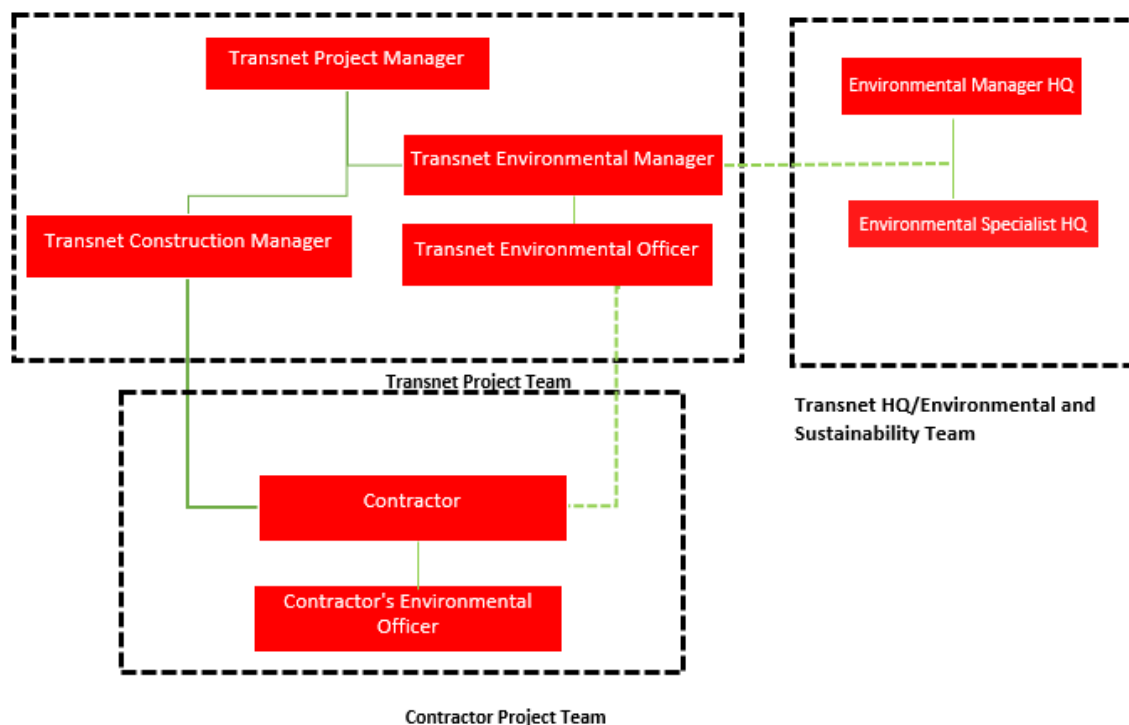 Transnet Project Manager
Transnet Environmental Manager
Transnet Construction Manager
Transnet Environmental Officer
Transnet Project Team
Environmental Manager HQ
Environmental Specialist HQ
Transnet HQ/Environmental and
Sustainability Team
Contractor
Contractor's Environmental
Officer
Contractor Project Team